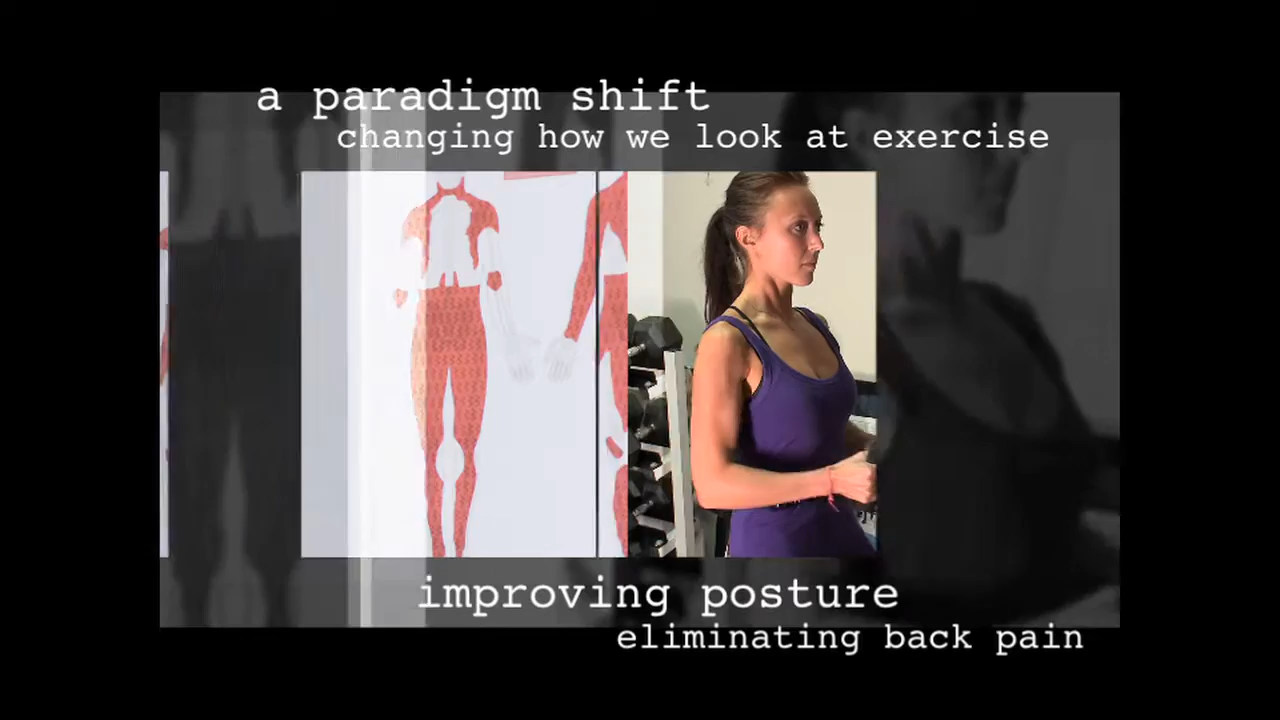 a paradigm shift
changing how we look at exercise
improving posture
eliminating back pain